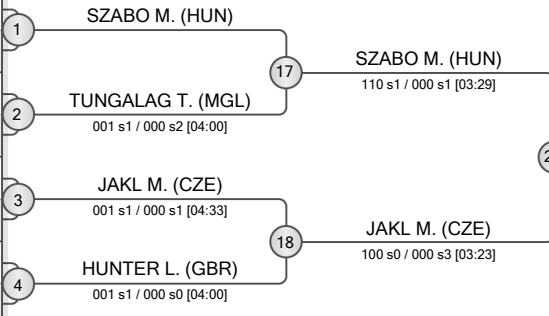 1
SZABO M. (HUN)
17
SZABO M. (HUN)
110 s1 / 000 s1 [03:29]
2
TUNGALAG T. (MGL)
001 s1 / 000 s2 [04:00]
3
JAKL M. (CZE)
001 s1 / 000 s1 [04:33]
18
JAKL M. (CZE)
100 s0 / 000 s3 [03:23]
4
HUNTER L. (GBR)
001 s1 / 000 s0 [04:00]